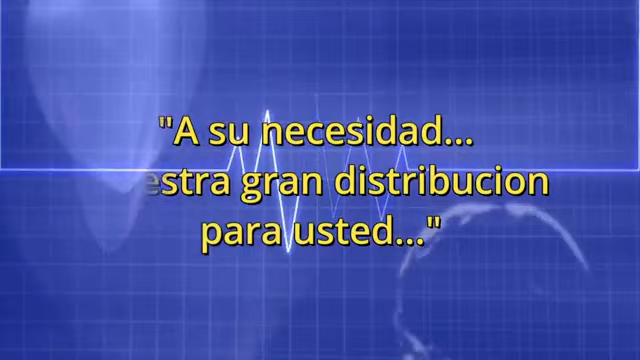 "A su necesidad...
estra gran distribucion
para usted..."